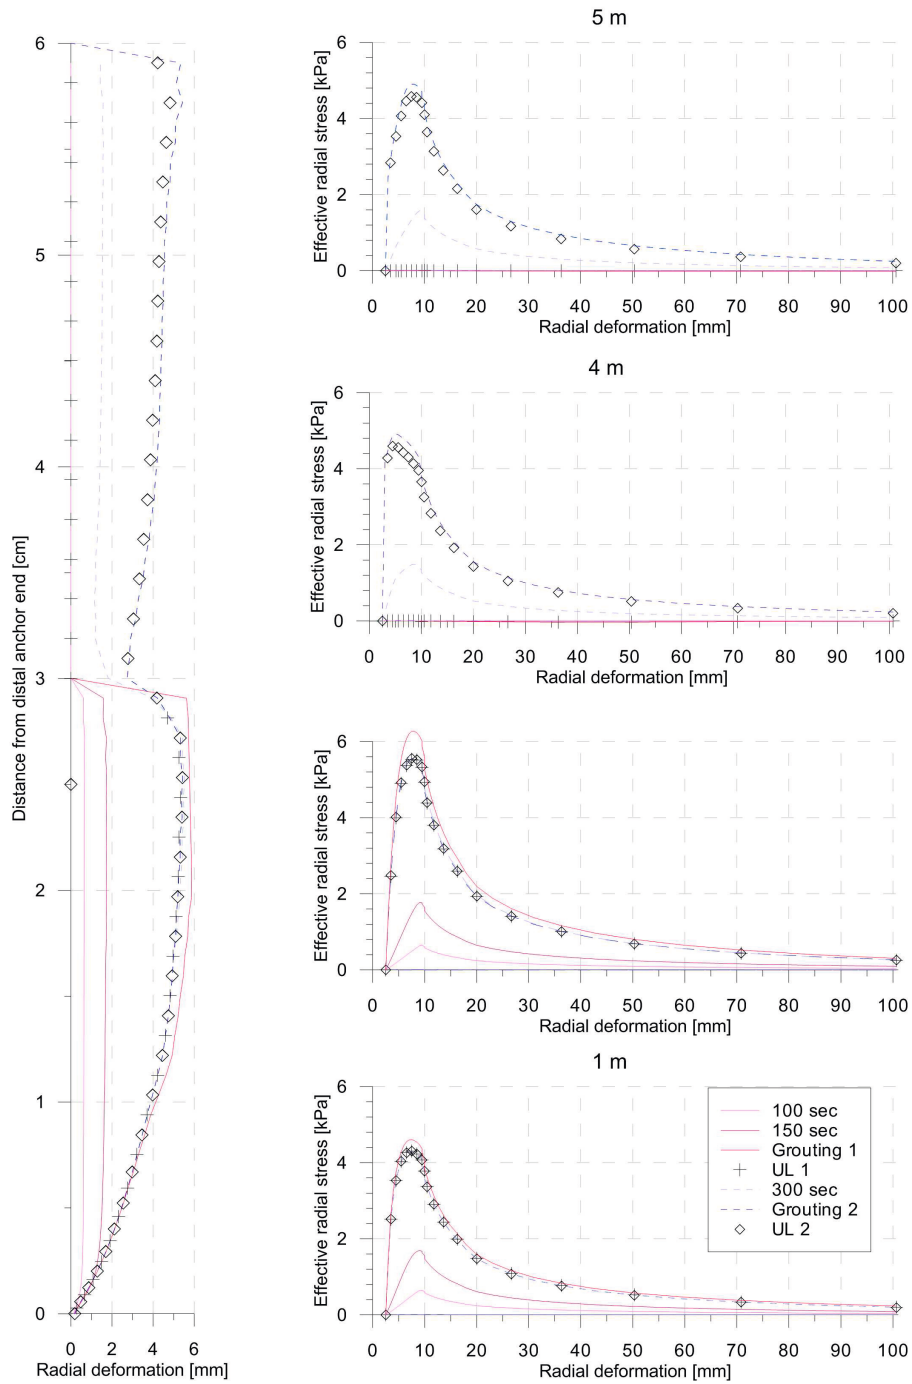 5 m
6
5
4
3
2
1
0
Distance from distal anchor end [cm]
0 2 4 6
Radial deformation [mm]
Effective radial stress [kPa]
6
4
2
0
0 10 20 30 40 50 60 70 80 90 100
Radial deformation [mm]
4 m
Effective radial stress [kPa]
6
4
2
0
0 10 20 30 40 50 60 70 80 90 100
Radial deformation [mm]
Effective radial stress [kPa]
6
4
2
0
0 10 20 30 40 50 60 70 80 90 100
Radial deformation [mm]
1 m
Effective radial stress [kPa]
6
4
2
0
0 10 20 30 40 50 60 70 80 90 100
Radial deformation [mm]
100 sec
150 sec
Grouting 1
UL 1
300 sec
Grouting 2
UL 2